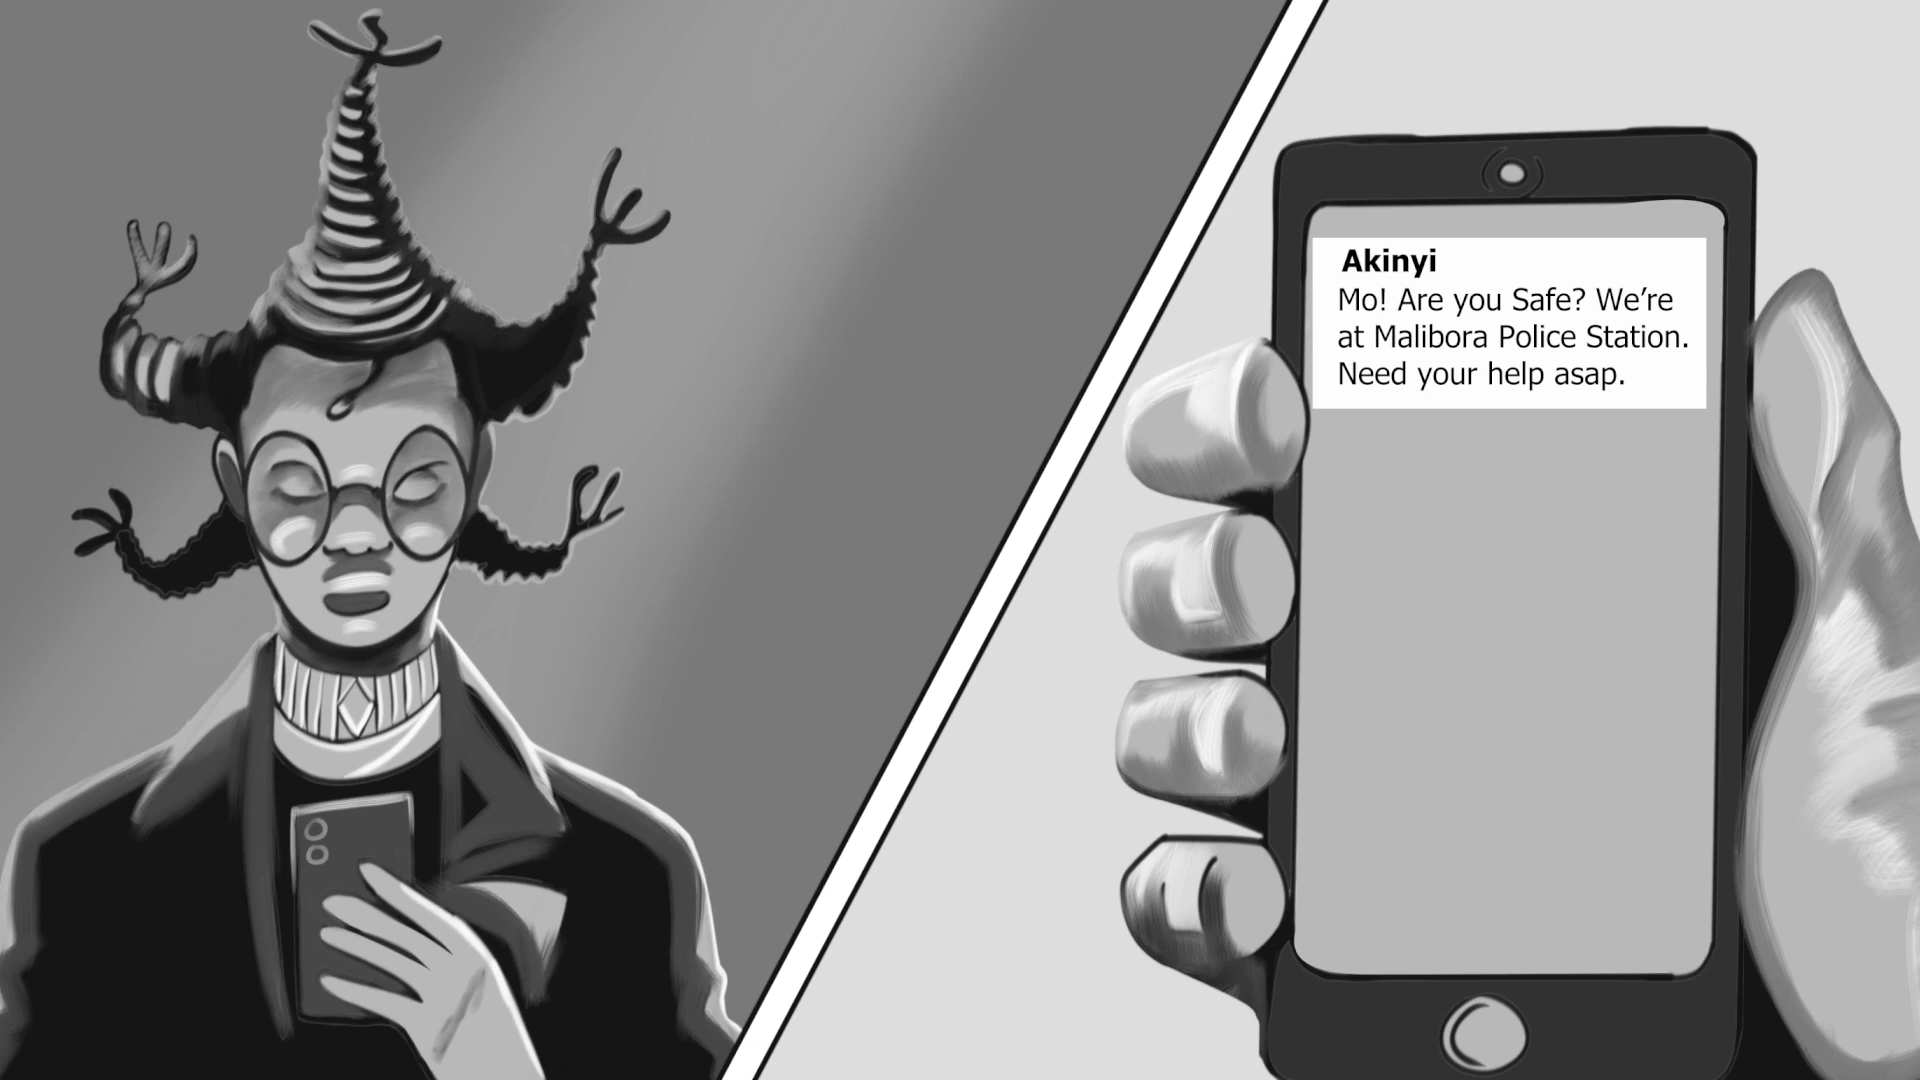 Akinyi
Mo! Are you Safe? We're
at Malibora Police Station.
Need your help asap.